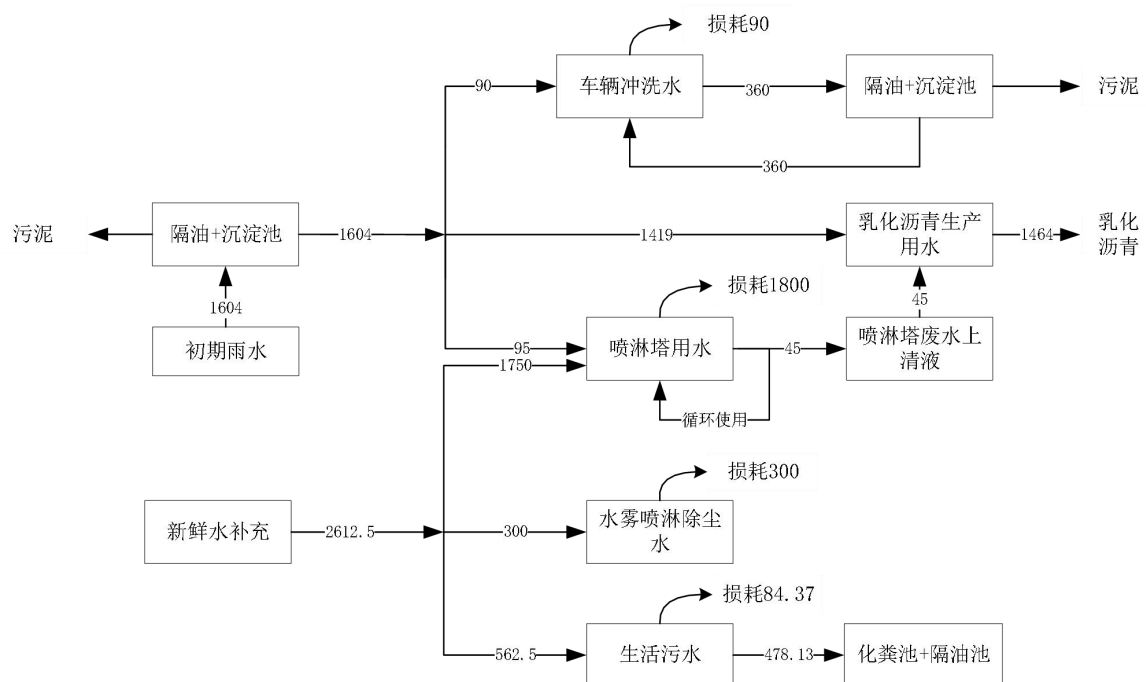 损耗90
90
车辆冲洗水
360
隔油+沉淀池
污泥
360
污泥
隔油+沉淀池
1604
1419
乳化沥青生产
用水
1464
乳化
沥青
1604
损耗1800
45
初期雨水
95
喷淋塔用水
45
喷淋塔废水上
清液
1750
循环使用
损耗300
新鲜水补充
2612.5
300
水雾喷淋除尘
水
损耗84.37
562.5
生活污水
478.13
化粪池+隔油池